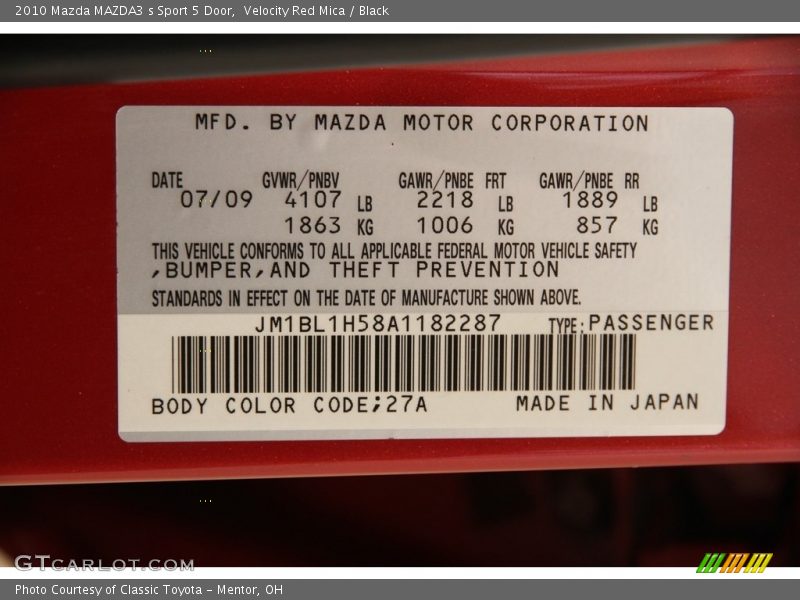 2010 Mazda MAZDA3 s Sport 5 Door, Velocity Red Mica / Black
MFD. BY MAZDA MOTOR CORPORATION
DATE GVWR/PNBV GAWR/PNBE FRT GAWR/PNBE RR
07/09 4107 LB 2218 LB 1889 LB
1863 KG 1006 KG 857 KG
THIS VEHICLE CONFORMS TO ALL APPLICABLE FEDERAL MOTOR VEHICLE SAFETY
,BUMPER,AND THEFT PREVENTION
STANDARDS IN EFFECT ON THE DATE OF MANUFACTURE SHOWN ABOVE.
JM1BL1H58A1182287 TYPE:PASSENGER
BODY COLOR CODE;27A MADE IN JAPAN
GTCARLOT.COM
Photo Courtesy of Classic Toyota - Mentor, OH